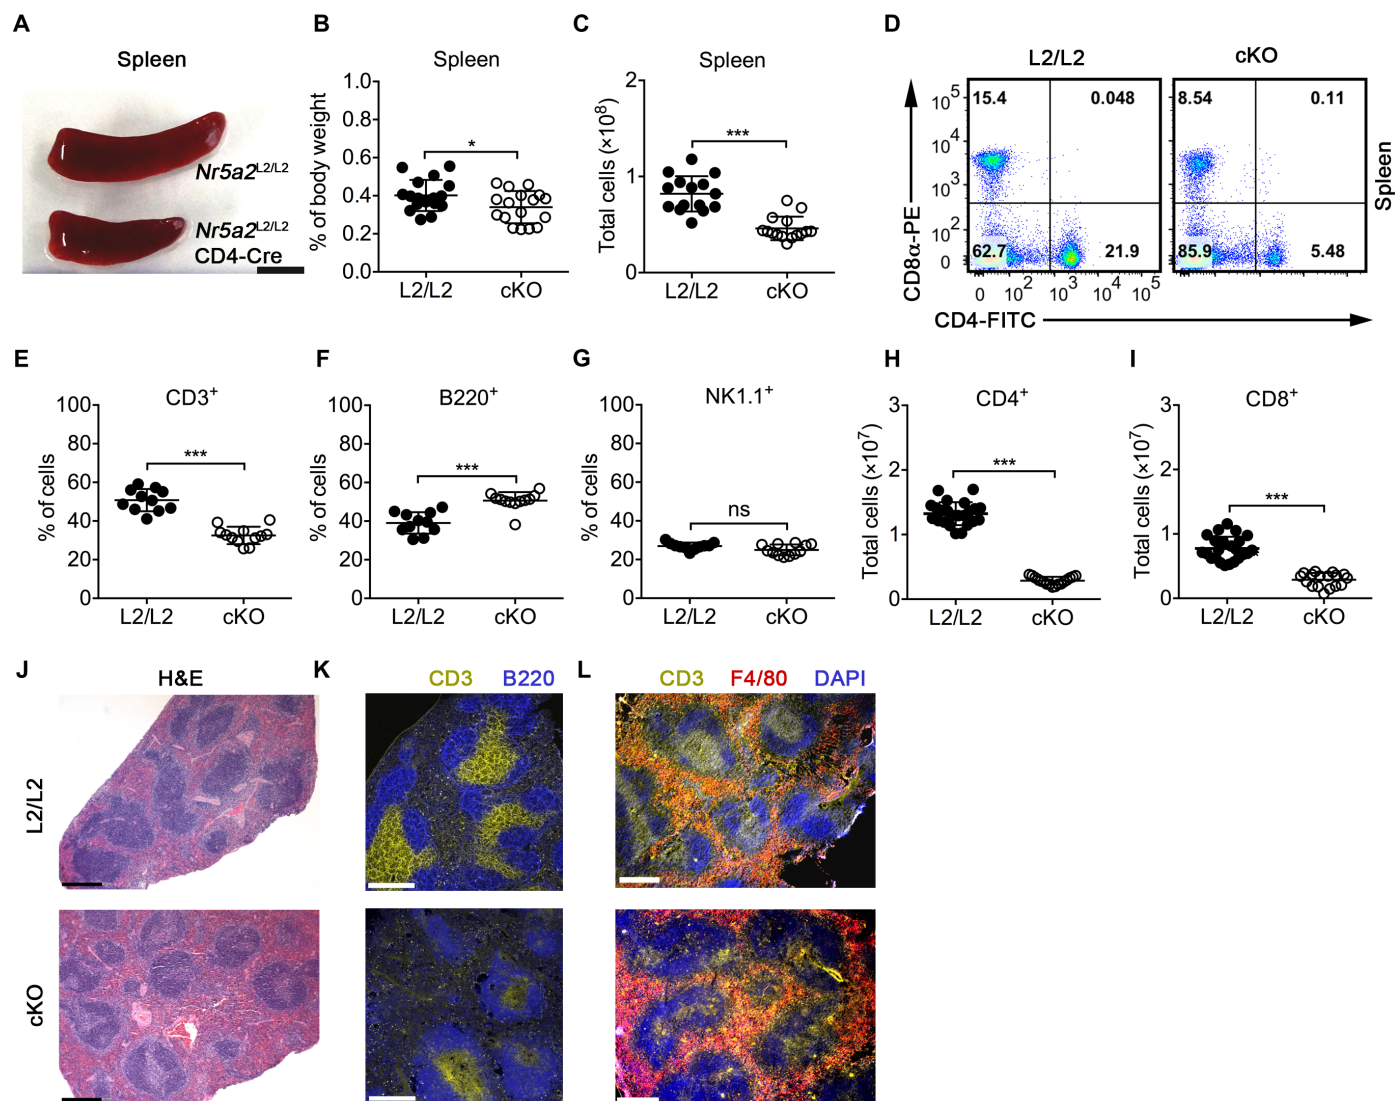 A
Spleen
Nr5a2L2/L2
Nr5a2L2/L2
CD4-Cre
B
Spleen
% of body weight
1.0
0.8
0.6
0.4
0.2
0.0
*
L2/L2
cKO
C
Spleen
Total cells (×10⁸)
2
1
0
***
L2/L2
cKO
D
L2/L2
cKO
15.4
0.048
62.7
21.9
8.54
0.11
85.9
5.48
10⁵
10⁴
10³
10²
0
0
10²
10³
10⁴
10⁵
CD8α-PE
CD4-FITC
Spleen
E
CD3⁺
% of cells
100
80
60
40
20
0
***
L2/L2
cKO
F
B220⁺
% of cells
100
80
60
40
20
0
***
L2/L2
cKO
G
NK1.1⁺
% of cells
100
80
60
40
20
0
ns
L2/L2
cKO
H
CD4⁺
Total cells (×10⁷)
3
2
1
0
***
L2/L2
cKO
I
CD8⁺
Total cells (×10⁷)
3
2
1
0
***
L2/L2
cKO
J
H&E
L2/L2
cKO
K
CD3 B220
L
CD3 F4/80 DAPI